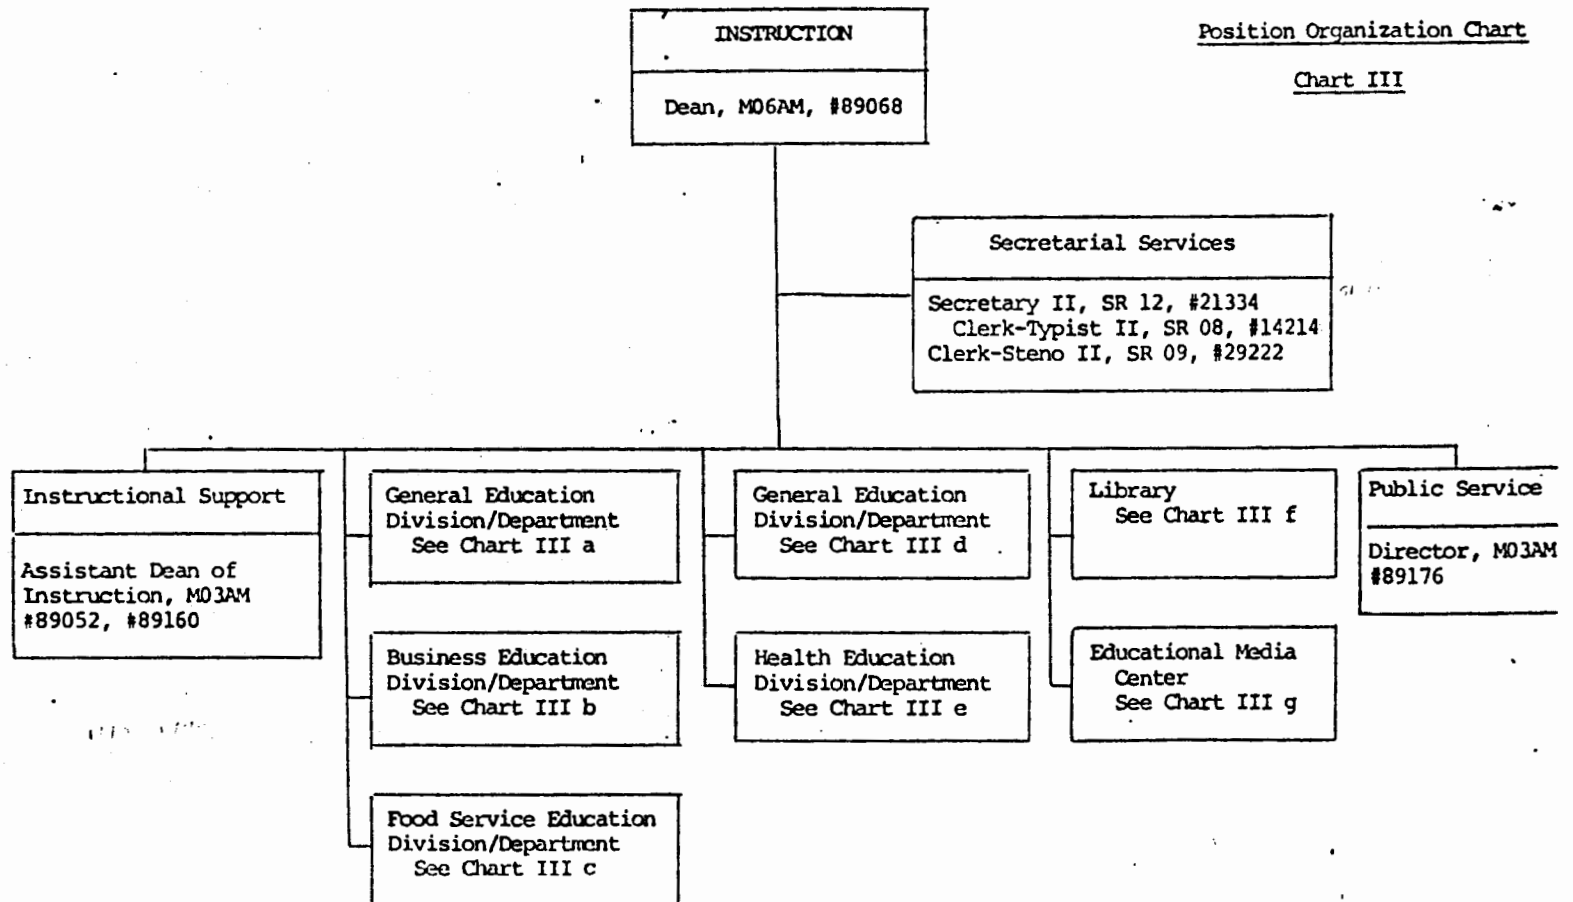 INSTRUCTION
Dean, M06AM, #89068
Position Organization Chart
Chart III
Secretarial Services
Secretary II, SR 12, #21334
Clerk-Typist II, SR 08, #14214
Clerk-Steno II, SR 09, #29222
Instructional Support
Assistant Dean of
Instruction, M03AM
#89052, #89160
General Education
Division/Department
See Chart III a
Business Education
Division/Department
See Chart III b
Food Service Education
Division/Department
See Chart III c
General Education
Division/Department
See Chart III d
Health Education
Division/Department
See Chart III e
Library
See Chart III f
Educational Media
Center
See Chart III g
Public Service
Director, M03AM
#89176